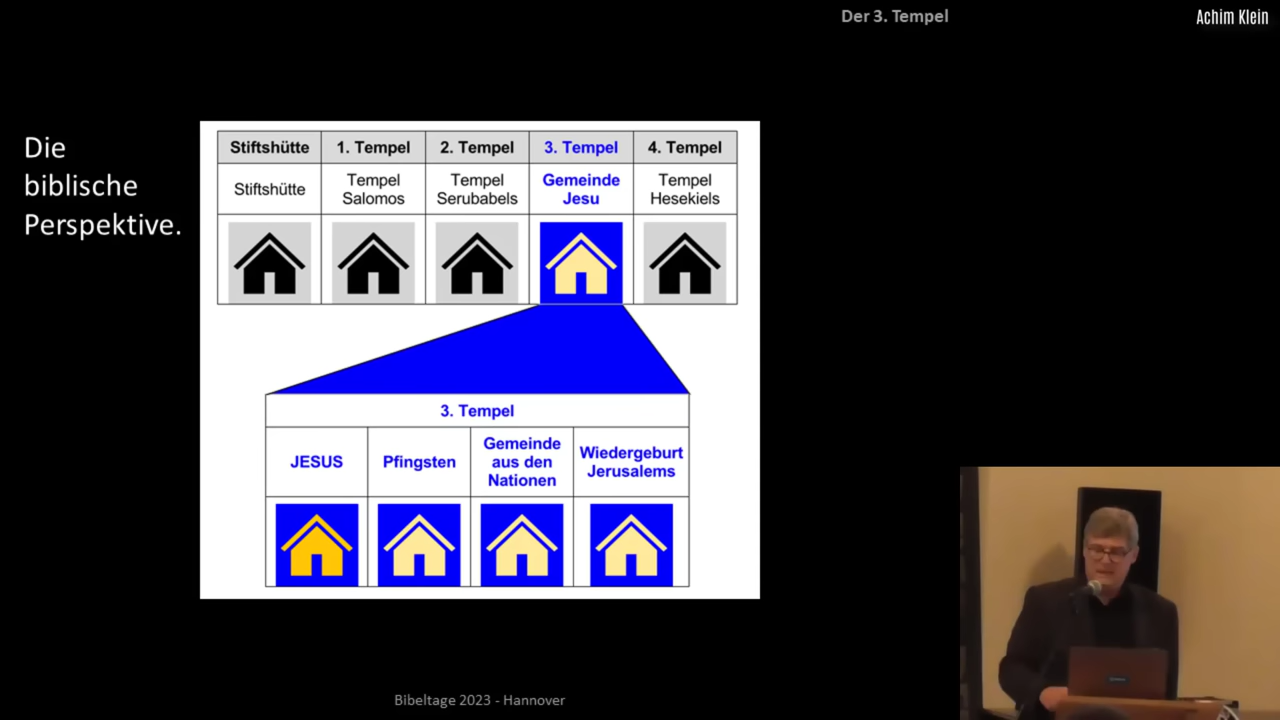 Der 3. Tempel
Achim Klein
Die
biblische
Perspektive.
Stiftshütte
1. Tempel
2. Tempel
3. Tempel
4. Tempel
Stiftshütte
Tempel
Salomos
Tempel
Serubabels
Gemeinde
Jesu
Tempel
Hesekiels
3. Tempel
JESUS
Pfingsten
Gemeinde
aus den
Nationen
Wiedergeburt
Jerusalems
Bibeltage 2023 - Hannover